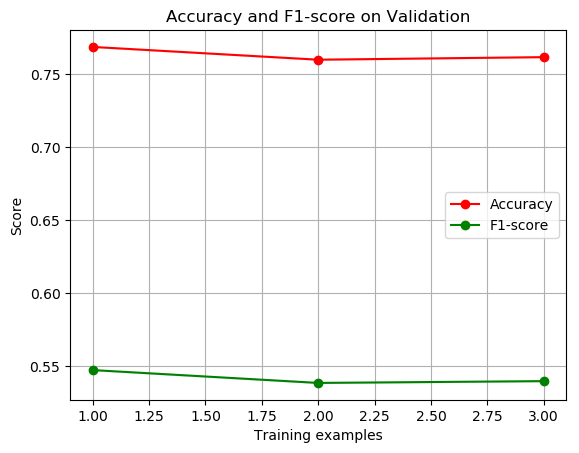 Accuracy and F1-score on Validation
0.75
0.70
0.65
0.60
0.55
Score
Accuracy
F1-score
1.00 1.25 1.50 1.75 2.00 2.25 2.50 2.75 3.00
Training examples